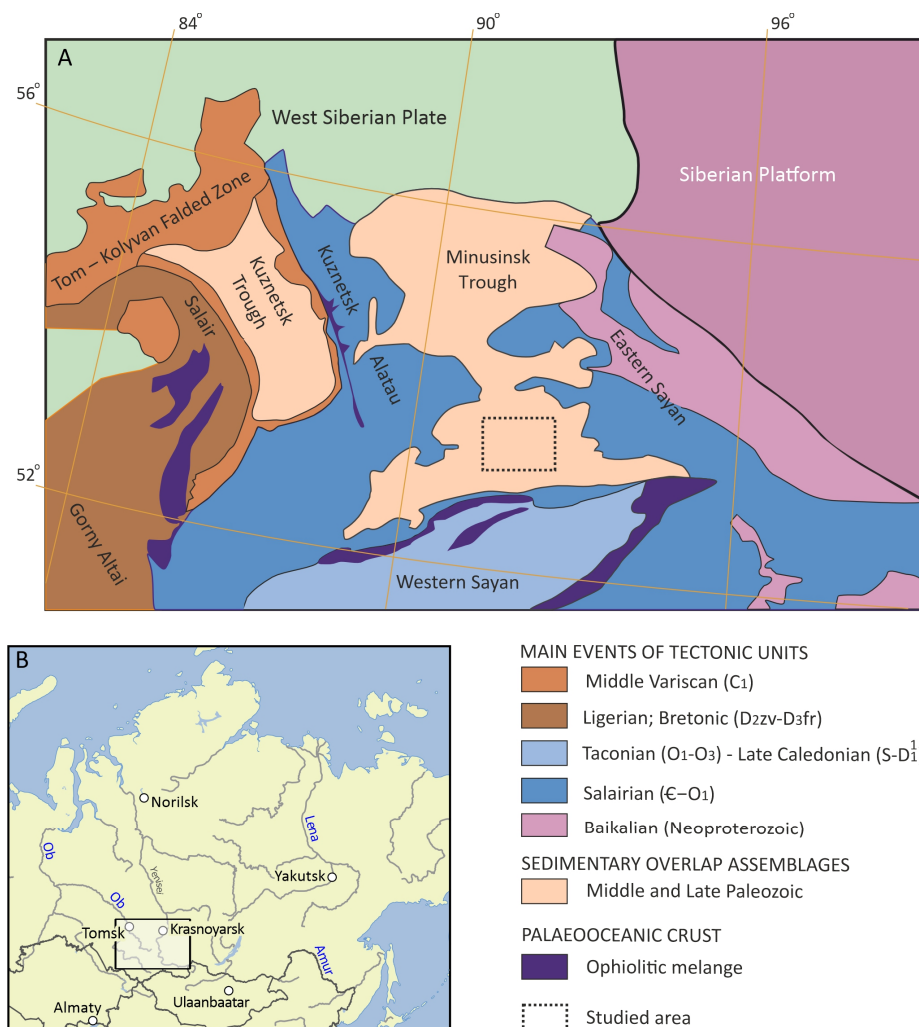 84°
90°
96°
A
56°
West Siberian Plate
Siberian Platform
Tom – Kolyvan Falded Zone
Kuznetsk
Minusinsk
Trough
Kuznetsk
Trough
Salair
Alatau
Eastern Sayan
52°
Gorny Altai
Western Sayan
B
Norilsk
Lena
Ob
Yenisei
Yakutsk
Ob
Tomsk
Krasnoyarsk
Amur
Ulaanbaatar
Almaty
MAIN EVENTS OF TECTONIC UNITS
Middle Variscan (C1)
Ligerian; Bretonic (D2zv-D3fr)
Taconian (O1-O3) - Late Caledonian (S-D¹₁
Salairian (Є–O1)
Baikalian (Neoproterozoic)
SEDIMENTARY OVERLAP ASSEMBLAGES
Middle and Late Paleozoic
PALAEOOCEANIC CRUST
Ophiolitic melange
Studied area